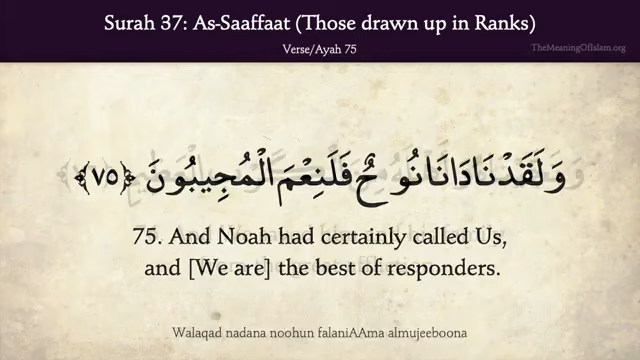 Surah 37: As-Saaffaat (Those drawn up in Ranks)
Verse/Ayah 75
TheMeaningOfIslam.org
وَلَقَدْ نَادَانَا نُوحٌ فَلَنِعْمَ الْمُجِيبُونَ ﴿٧٥﴾
75. And Noah had certainly called Us,
and [We are] the best of responders.
Walaqad nadana noohun falaniAAma almujeeboona